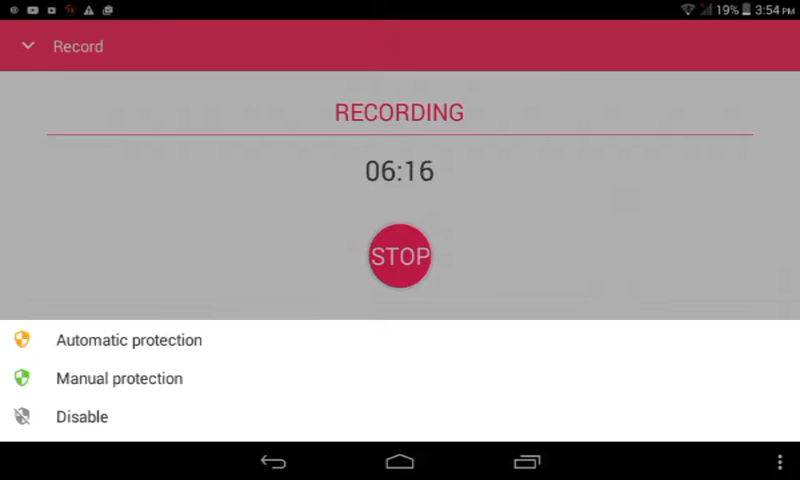 19% 3:54 PM
Record
RECORDING
06:16
STOP
Automatic protection
Manual protection
Disable